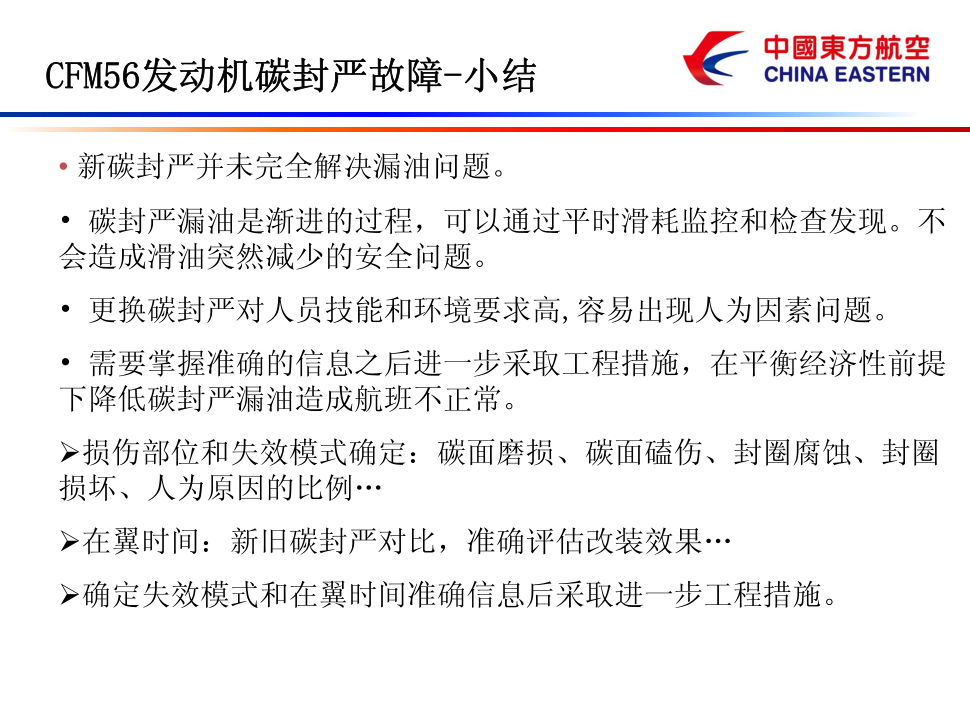 CFM56发动机碳封严故障-小结
中國東方航空
CHINA EASTERN
• 新碳封严并未完全解决漏油问题。
• 碳封严漏油是渐进的过程，可以通过平时滑耗监控和检查发现。不
会造成滑油突然减少的安全问题。
• 更换碳封严对人员技能和环境要求高,容易出现人为因素问题。
• 需要掌握准确的信息之后进一步采取工程措施，在平衡经济性前提
下降低碳封严漏油造成航班不正常。
➢损伤部位和失效模式确定：碳面磨损、碳面磕伤、封圈腐蚀、封圈
损坏、人为原因的比例…
➢在翼时间：新旧碳封严对比，准确评估改装效果…
➢确定失效模式和在翼时间准确信息后采取进一步工程措施。